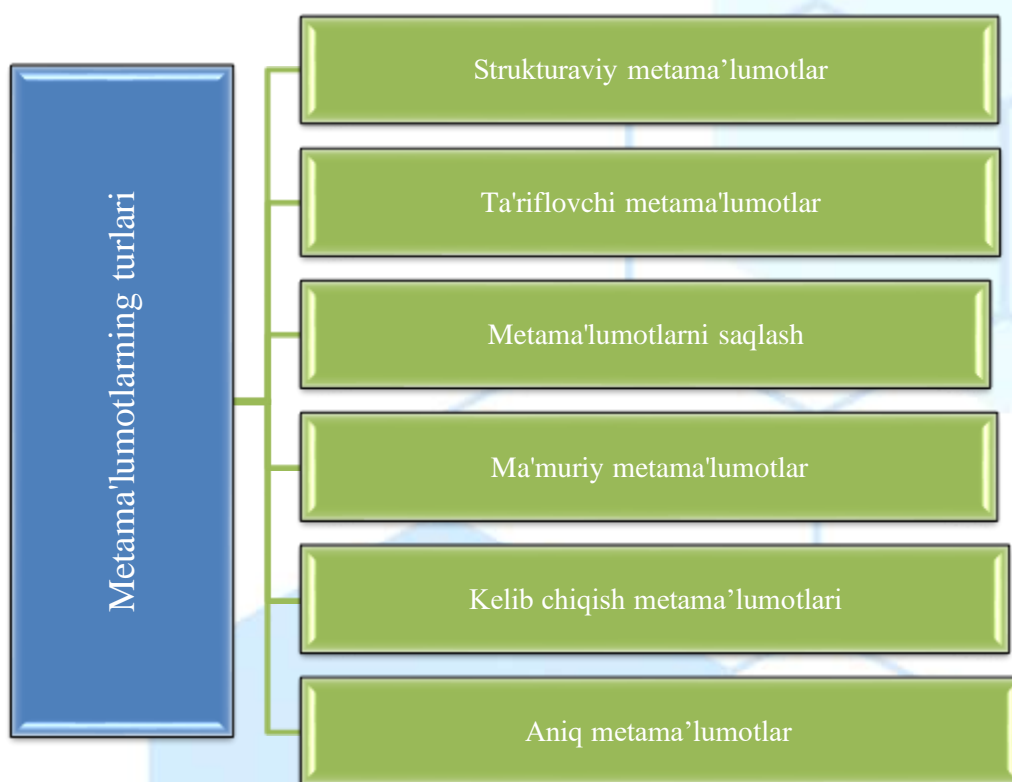 Metama'lumotlarning turlari
Strukturaviy metama’lumotlar
Ta'riflovchi metama'lumotlar
Metama'lumotlarni saqlash
Ma'muriy metama'lumotlar
Kelib chiqish metama’lumotlari
Aniq metama’lumotlar